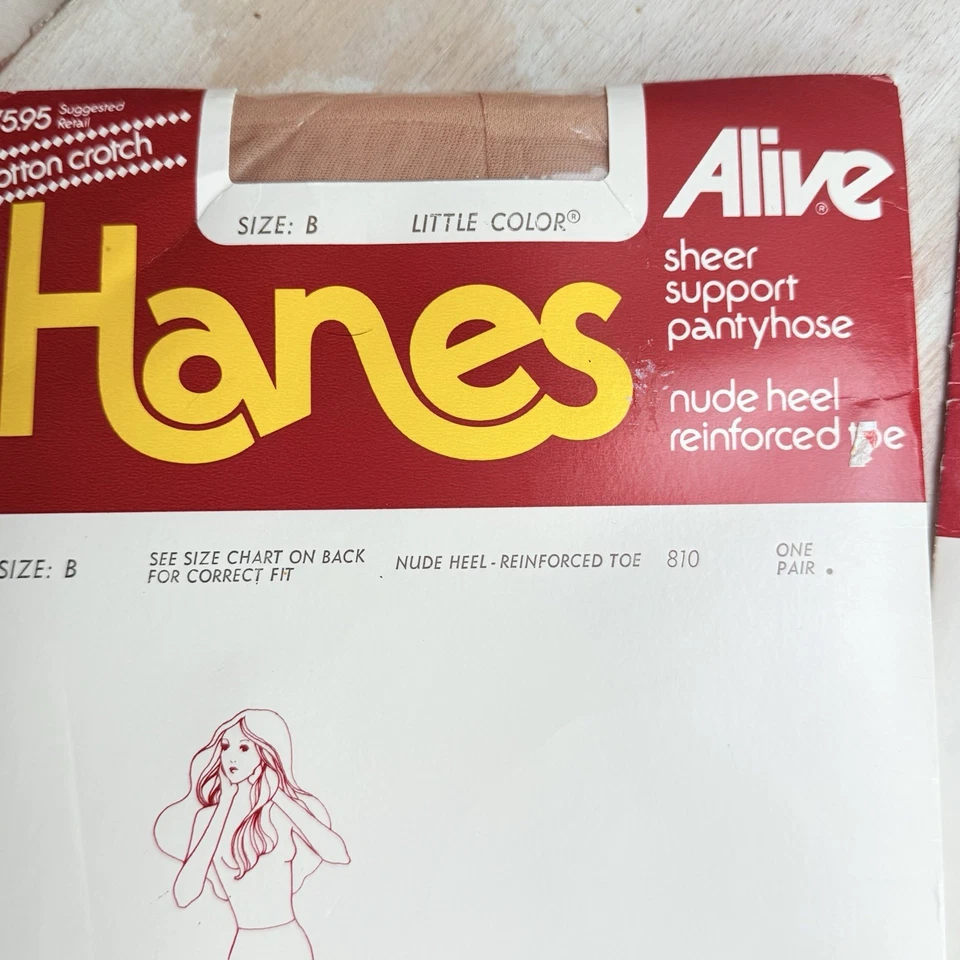 5.95 Suggested
Retail
otton crotch
SIZE: B LITTLE COLOR®
Hanes
Alive®
sheer
support
pantyhose
nude heel
reinforced toe
SIZE: B
SEE SIZE CHART ON BACK
FOR CORRECT FIT
NUDE HEEL-REINFORCED TOE 810
ONE
PAIR